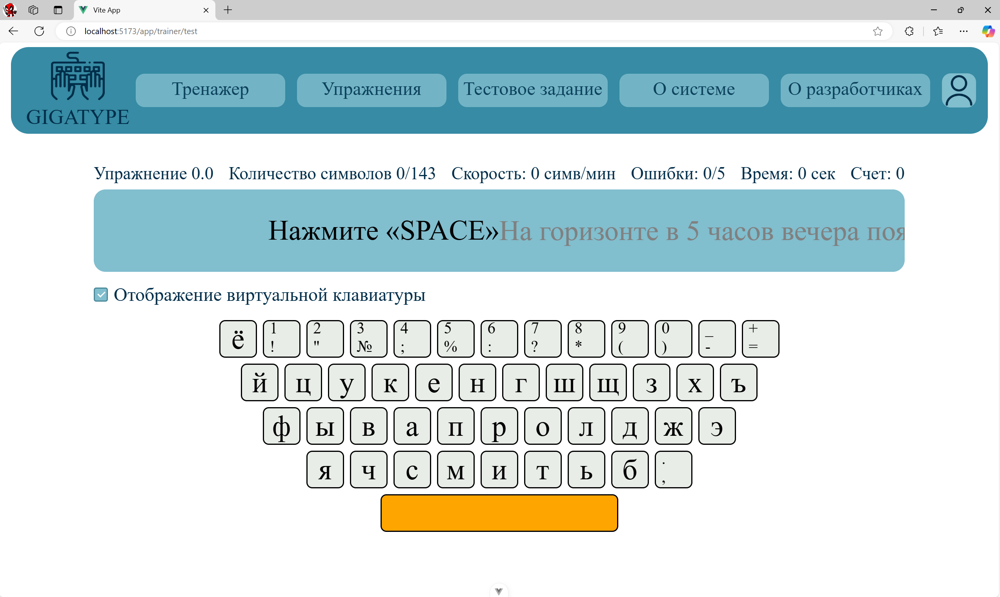 Vite App
localhost:5173/app/trainer/test
GIGATYPE
Тренажер Упражнения Тестовое задание О системе О разработчиках
Упражнение 0.0 Количество символов 0/143 Скорость: 0 симв/мин Ошибки: 0/5 Время: 0 сек Счет: 0
Нажмите «SPACE»На горизонте в 5 часов вечера поя
Отображение виртуальной клавиатуры
ё 1 ! 2 " 3 № 4 ; 5 % 6 : 7 ? 8 * 9 ( 0 ) _ - + =
й ц у к е н г ш щ з х ъ
ф ы в а п р о л д ж э
я ч с м и т ь б . ,